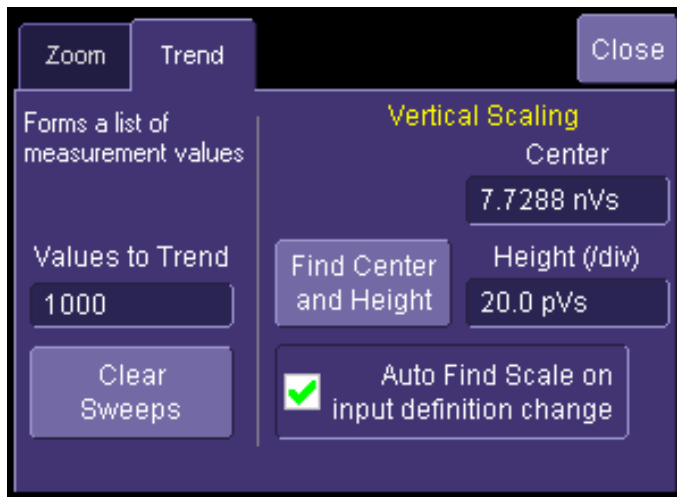 Zoom
Trend
Close
Forms a list of
measurement values
Values to Trend
1000
Clear
Sweeps
Vertical Scaling
Center
7.7288 nVs
Find Center
and Height
Height (/div)
20.0 pVs
Auto Find Scale on
input definition change